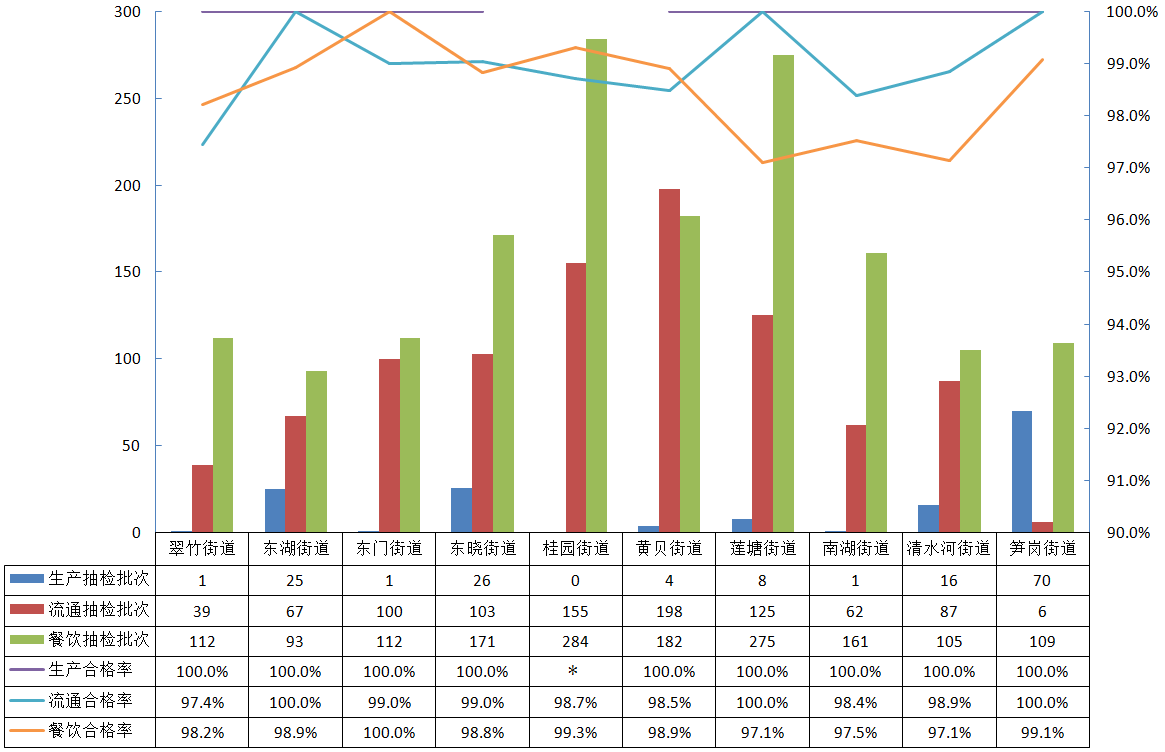 300
250
200
150
100
50
0
100.0%
99.0%
98.0%
97.0%
96.0%
95.0%
94.0%
93.0%
92.0%
91.0%
90.0%
翠竹街道 东湖街道 东门街道 东晓街道 桂园街道 黄贝街道 莲塘街道 南湖街道 清水河街道 笋岗街道
生产抽检批次 1 25 1 26 0 4 8 1 16 70
流通抽检批次 39 67 100 103 155 198 125 62 87 6
餐饮抽检批次 112 93 112 171 284 182 275 161 105 109
生产合格率 100.0% 100.0% 100.0% 100.0% * 100.0% 100.0% 100.0% 100.0% 100.0%
流通合格率 97.4% 100.0% 99.0% 99.0% 98.7% 98.5% 100.0% 98.4% 98.9% 100.0%
餐饮合格率 98.2% 98.9% 100.0% 98.8% 99.3% 98.9% 97.1% 97.5% 97.1% 99.1%